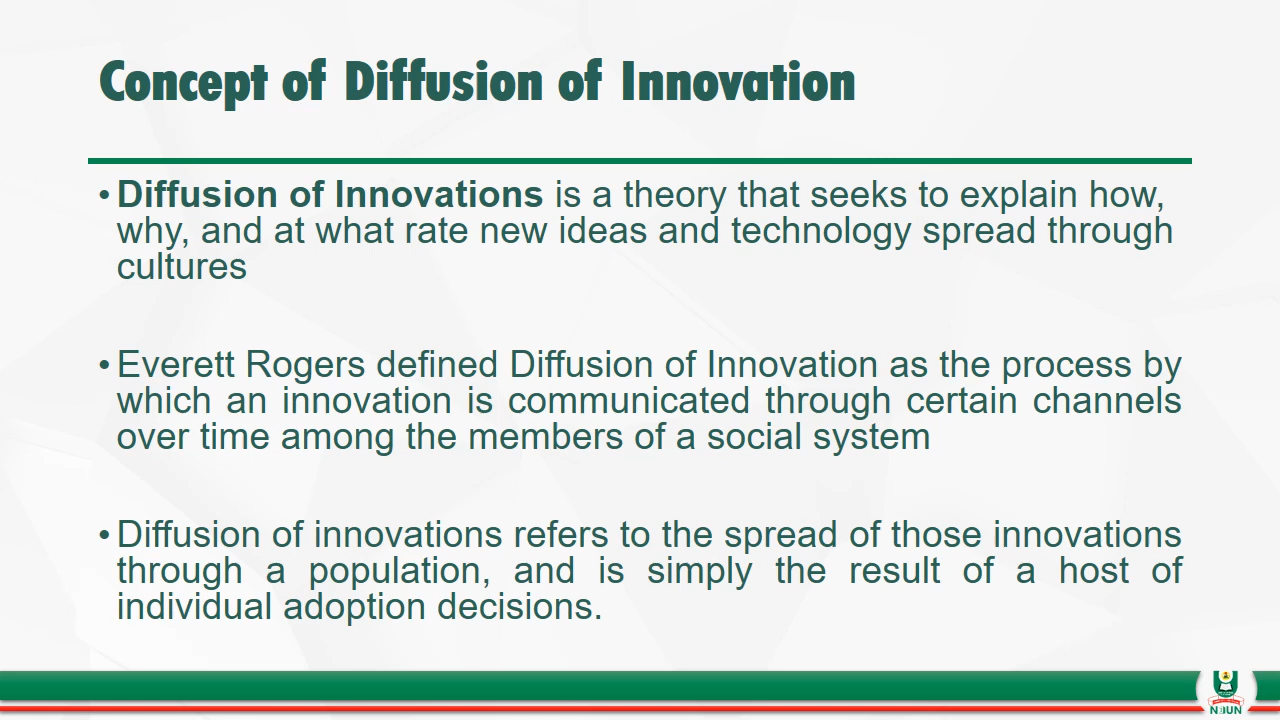 Concept of Diffusion of Innovation
• Diffusion of Innovations is a theory that seeks to explain how,
why, and at what rate new ideas and technology spread through
cultures
• Everett Rogers defined Diffusion of Innovation as the process by
which an innovation is communicated through certain channels
over time among the members of a social system
• Diffusion of innovations refers to the spread of those innovations
through a population, and is simply the result of a host of
individual adoption decisions.